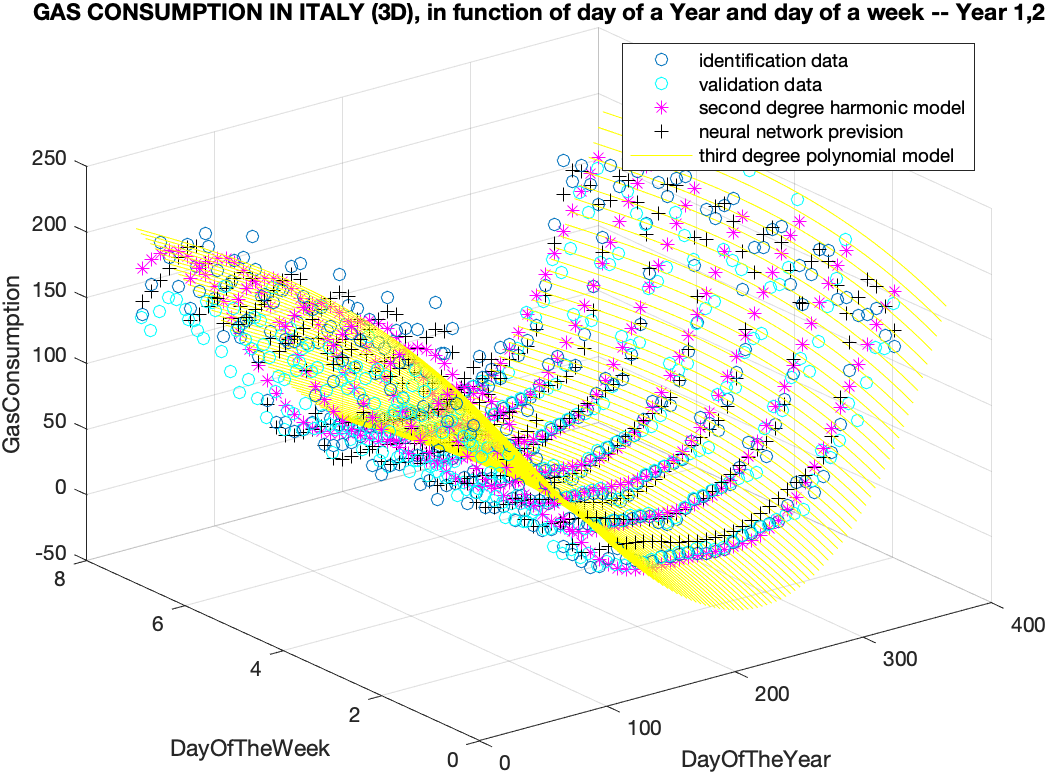 GAS CONSUMPTION IN ITALY (3D), in function of day of a Year and day of a week -- Year 1,2
identification data
validation data
second degree harmonic model
neural network prevision
third degree polynomial model
250
200
150
100
50
0
-50
GasConsumption
8
6
4
2
0
DayOfTheWeek
0
100
200
300
400
DayOfTheYear